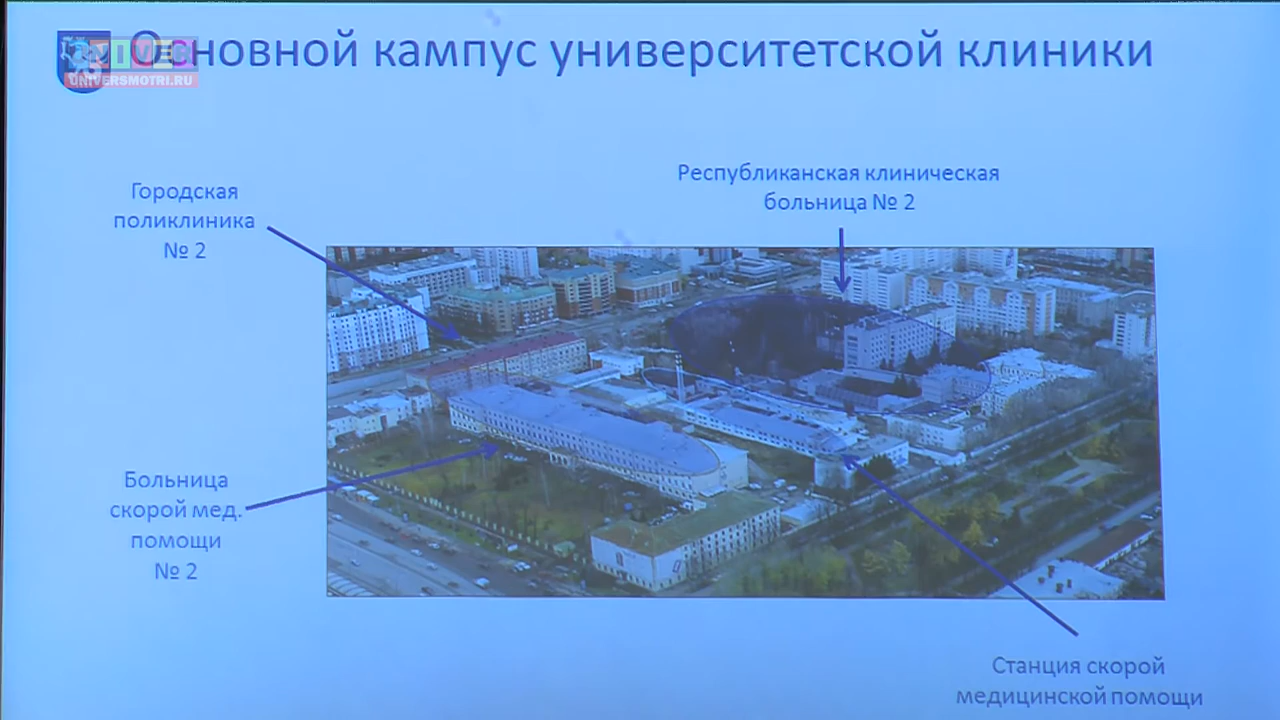 Основной кампус университетской клиники
UNIVERSMOTRI.RU
Городская
поликлиника
№ 2
Республиканская клиническая
больница № 2
Больница
скорой мед.
помощи
№ 2
Станция скорой
медицинской помощи